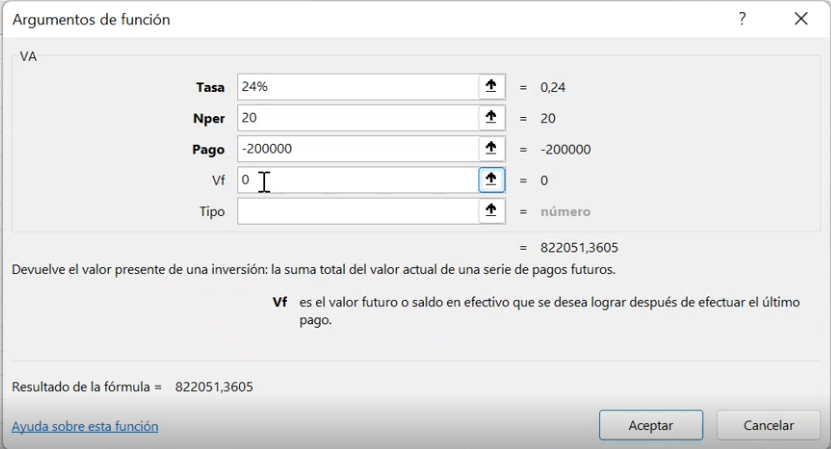 Argumentos de función ?
VA
Tasa 24% = 0,24
Nper 20 = 20
Pago -200000 = -200000
Vf 0 = 0
Tipo = número
= 822051,3605
Devuelve el valor presente de una inversión: la suma total del valor actual de una serie de pagos futuros.
Vf es el valor futuro o saldo en efectivo que se desea lograr después de efectuar el último
pago.
Resultado de la fórmula = 822051,3605
Ayuda sobre esta función Aceptar Cancelar